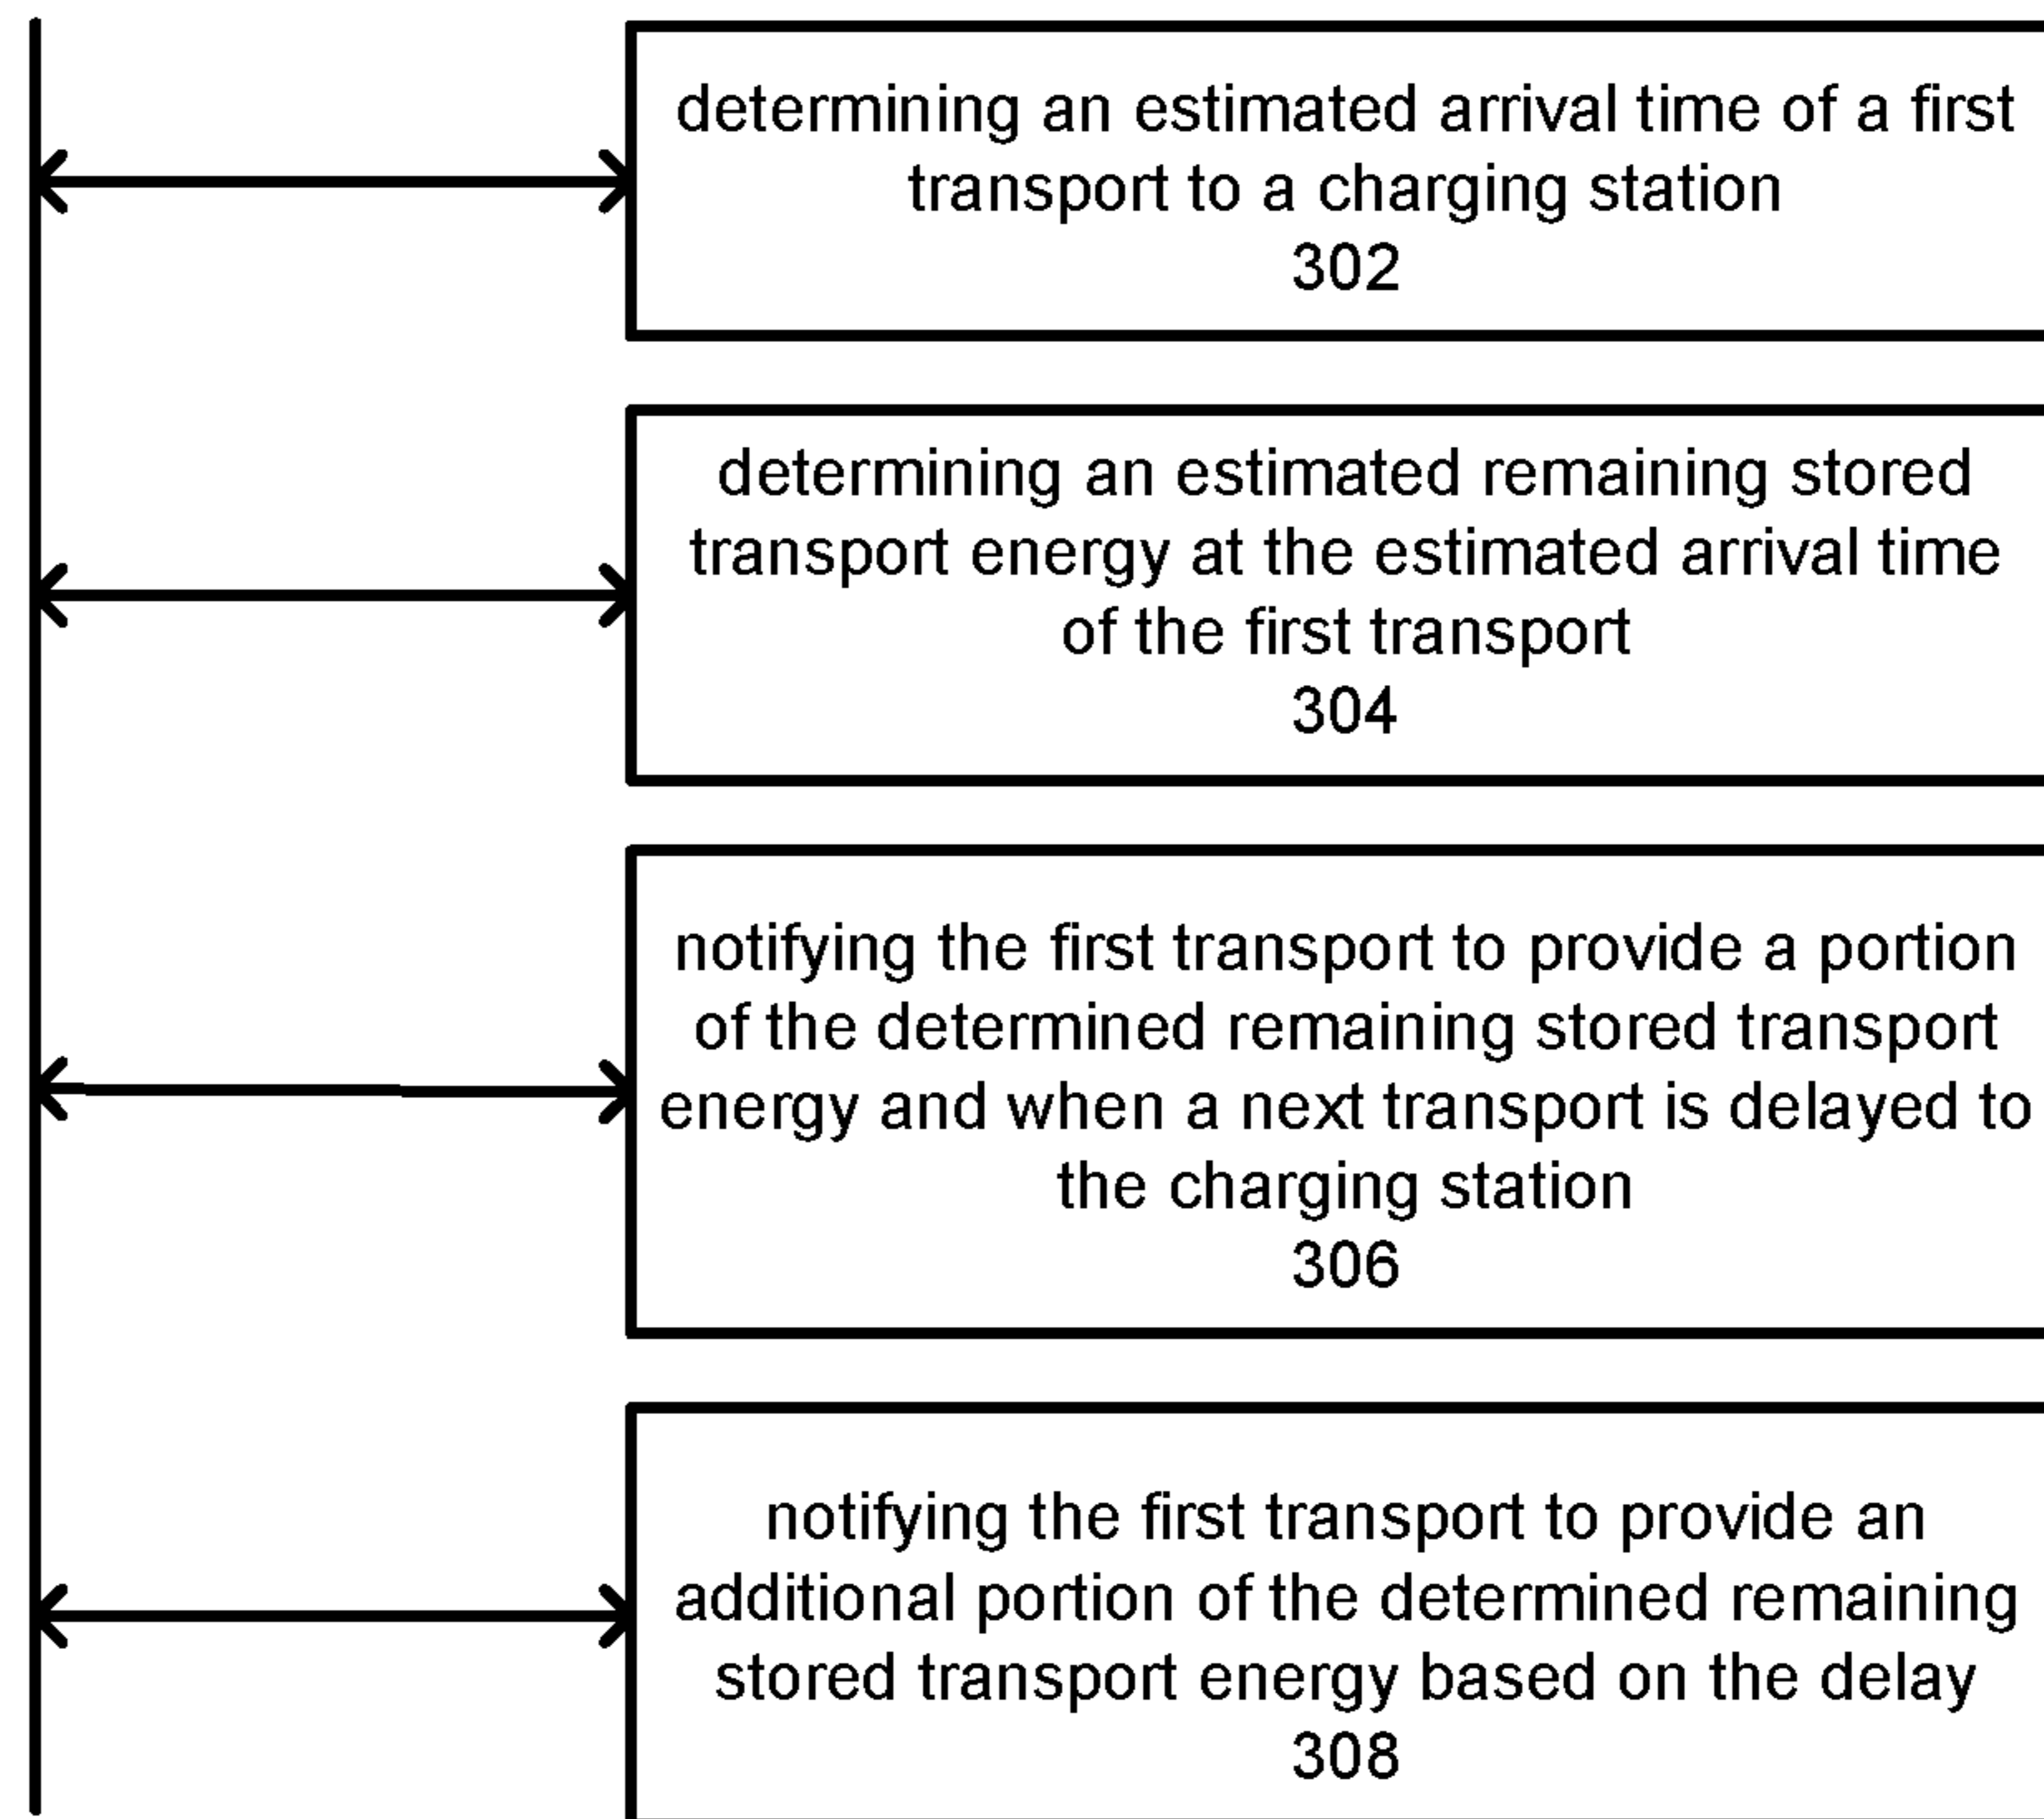 determining an estimated arrival time of a first
transport to a charging station
302
determining an estimated remaining stored
transport energy at the estimated arrival time
of the first transport
304
notifying the first transport to provide a portion
of the determined remaining stored transport
energy and when a next transport is delayed to
the charging station
306
notifying the first transport to provide an
additional portion of the determined remaining
stored transport energy based on the delay
308